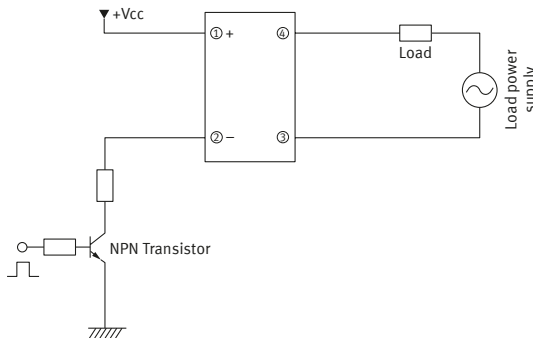 +Vcc
① +
④
Load
Load power
supply
② −
③
NPN Transistor